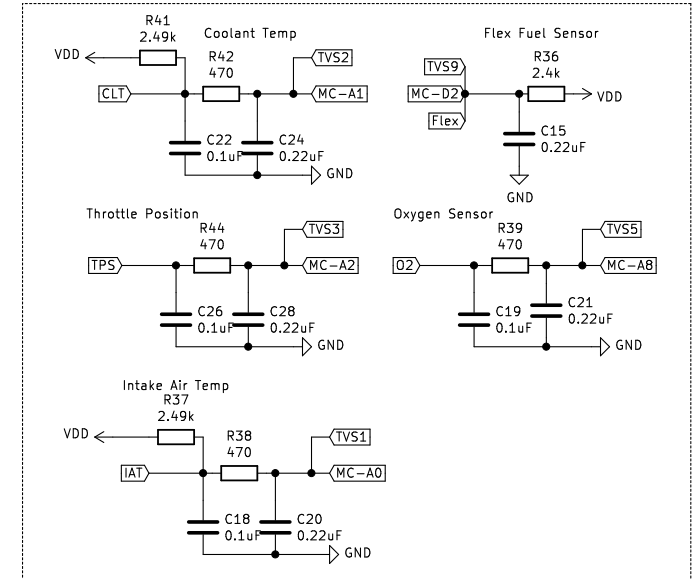 R41
2.49k
Coolant Temp
VDD
R42
470
TVS2
CLT
MC-A1
C22
0.1uF
C24
0.22uF
GND
Flex Fuel Sensor
TVS9
R36
2.4k
MC-D2
VDD
Flex
C15
0.22uF
GND
Throttle Position
R44
470
TVS3
TPS
MC-A2
C26
0.1uF
C28
0.22uF
GND
Oxygen Sensor
R39
470
TVS5
O2
MC-A8
C19
0.1uF
C21
0.22uF
GND
Intake Air Temp
R37
2.49k
VDD
R38
470
TVS1
IAT
MC-A0
C18
0.1uF
C20
0.22uF
GND